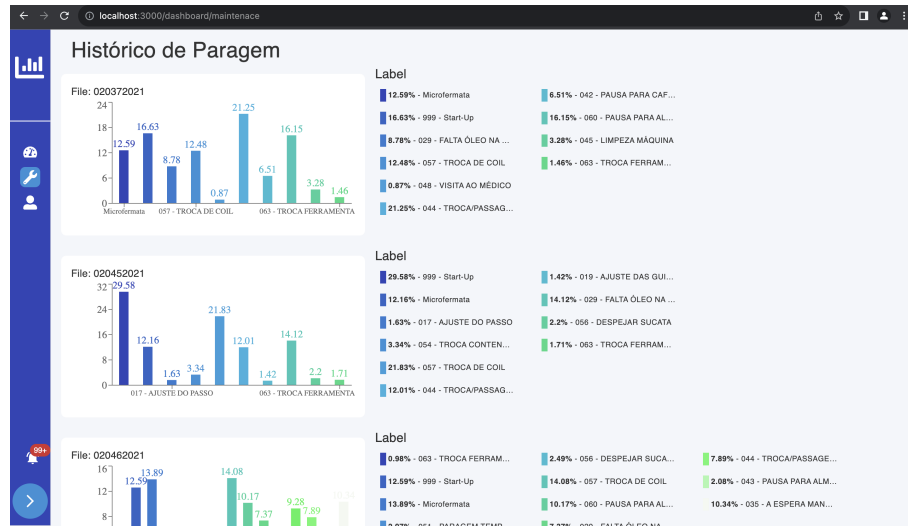 localhost:3000/dashboard/maintenace
Histórico de Paragem
File: 020372021
24
18
12
6
0
12.59
16.63
8.78
12.48
0.87
21.25
6.51
16.15
3.28
1.46
Microfermata
057 - TROCA DE COIL
063 - TROCA FERRAMENTA
Label
12.59% - Microfermata
16.63% - 999 - Start-Up
8.78% - 029 - FALTA ÓLEO NA ...
12.48% - 057 - TROCA DE COIL
0.87% - 048 - VISITA AO MÉDICO
21.25% - 044 - TROCA/PASSAG...
6.51% - 042 - PAUSA PARA CAF...
16.15% - 060 - PAUSA PARA AL...
3.28% - 045 - LIMPEZA MÁQUINA
1.46% - 063 - TROCA FERRAM...
File: 020452021
32
24
16
8
0
29.58
12.16
1.63
3.34
21.83
12.01
1.42
14.12
2.2
1.71
017 - AJUSTE DO PASSO
063 - TROCA FERRAMENTA
Label
29.58% - 999 - Start-Up
12.16% - Microfermata
1.63% - 017 - AJUSTE DO PASSO
3.34% - 054 - TROCA CONTEN...
21.83% - 057 - TROCA DE COIL
12.01% - 044 - TROCA/PASSAG...
1.42% - 019 - AJUSTE DAS GUI...
14.12% - 029 - FALTA ÓLEO NA ...
2.2% - 056 - DESPEJAR SUCATA
1.71% - 063 - TROCA FERRAM...
99+
File: 020462021
16
12
8
12.59
13.89
14.08
10.17
7.37
9.28
7.89
10.34
Label
0.98% - 063 - TROCA FERRAM...
12.59% - 999 - Start-Up
13.89% - Microfermata
2.49% - 056 - DESPEJAR SUCA...
14.08% - 057 - TROCA DE COIL
10.17% - 060 - PAUSA PARA AL...
7.89% - 044 - TROCA/PASSAGE...
2.08% - 043 - PAUSA PARA ALM...
10.34% - 035 - A ESPERA MAN...